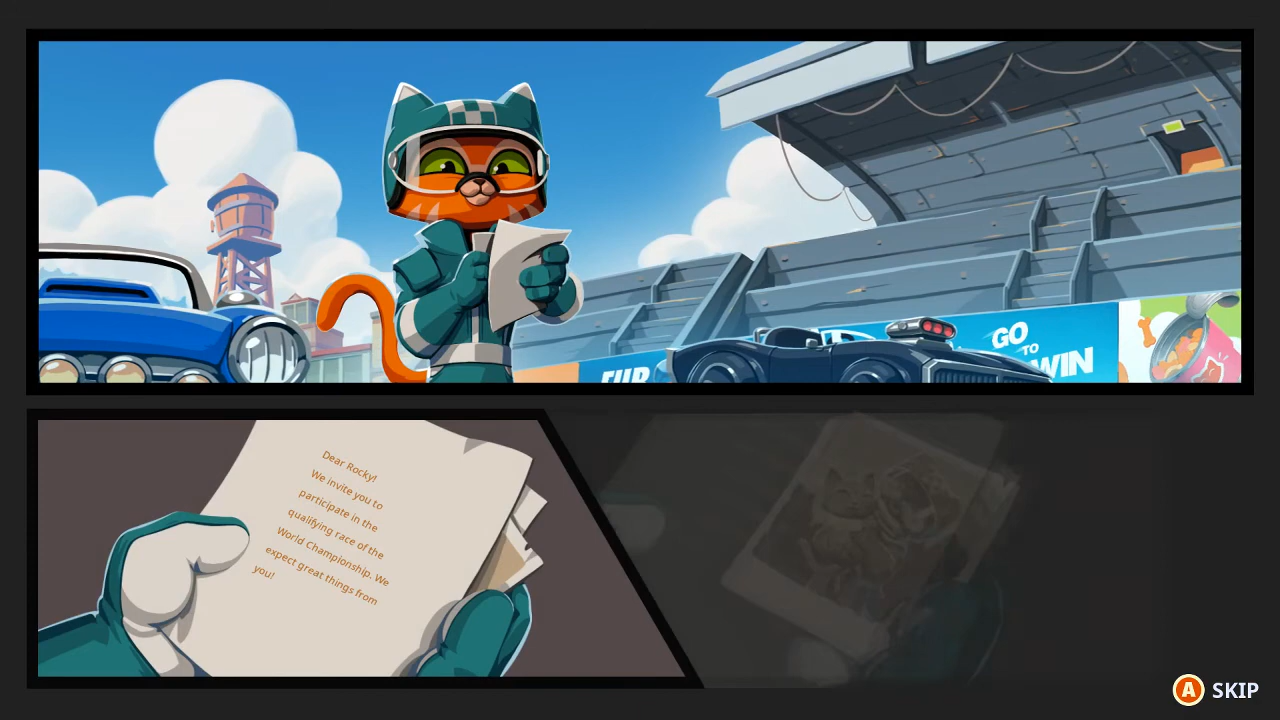 GO
TO
WIN
FUR
Dear Rocky!
We invite you to
participate in the
qualifying race of the
World Championship. We
expect great things from
you!
A SKIP